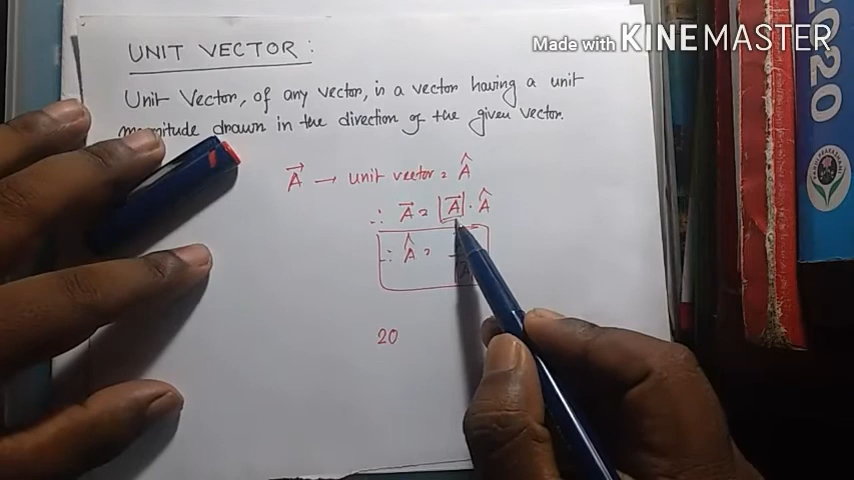 Made with KINEMASTER
UNIT VECTOR:
Unit Vector, of any vector, is a vector having a unit
magnitude drawn in the direction of the given vector.
A⃗ → unit vector = Â
∴ A⃗ = |A⃗| · Â
∴ Â =
20
2020